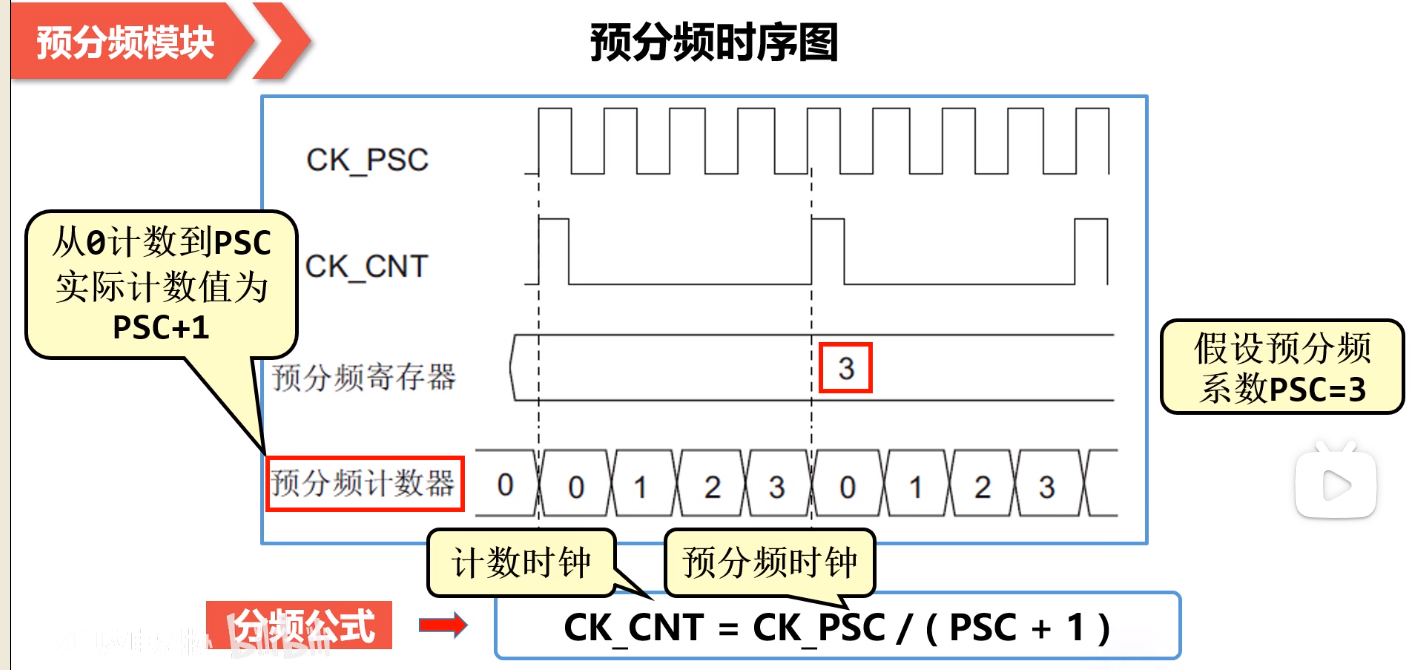 预分频模块
预分频时序图
CK_PSC
CK_CNT
从0计数到PSC
实际计数值为
PSC+1
预分频寄存器
3
假设预分频
系数PSC=3
预分频计数器
0 0 1 2 3 0 1 2 3
计数时钟
预分频时钟
分频公式
CK_CNT = CK_PSC / ( PSC + 1 )
bilibili